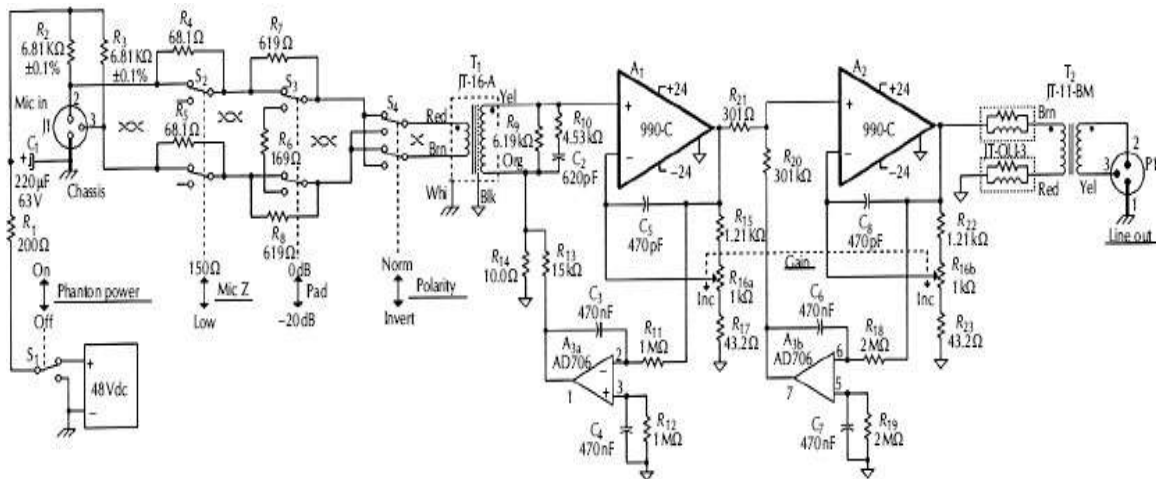 R2
6.81KΩ
±0.1%
R3
6.81KΩ
±0.1%
R4
68.1Ω
R7
619Ω
S2
S3
Mic in
J1
2
3
1
C1
220μF
63V
Chassis
R5
68.1Ω
R6
169Ω
R8
619Ω
R1
200Ω
On
Phanton power
Off
S1
48Vdc
+
−
150Ω
Mic Z
Low
0dB
Pad
−20dB
S4
Norm
Polarity
Invert
Red
Brn
Whi
T1
JT-16-A
Yel
Org
Blk
R9
6.19kΩ
R10
4.53kΩ
C2
620pF
R14
10.0Ω
R13
15kΩ
A1
+24
990-C
−24
+
−
C5
470pF
R15
1.21kΩ
R16a
1kΩ
Inc
R17
43.2Ω
C3
470nF
R11
1MΩ
A3a
AD706
2
−
3
+
1
C4
470nF
R12
1MΩ
R21
301Ω
R20
301kΩ
Gain
A2
+24
990-C
−24
+
−
C8
470pF
R22
1.21kΩ
R16b
1kΩ
Inc
R23
43.2Ω
C6
470nF
R18
2MΩ
A3b
AD706
6
5
7
C7
470nF
R19
2MΩ
T2
JT-11-BM
Brn
JT-OLI-3
Red
Yel
2
3
1
P1
Line out